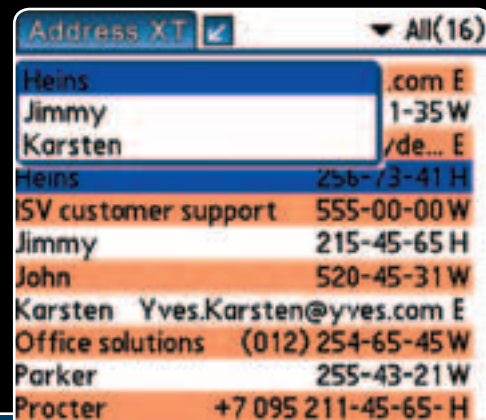 Address XT All(16)
Heins .com E
Jimmy 1-35 W
Karsten /de... E
Heins 256-73-41 H
ISV customer support 555-00-00 W
Jimmy 215-45-65 H
John 520-45-31 W
Karsten Yves.Karsten@yves.com E
Office solutions (012) 254-65-45 W
Parker 255-43-21 W
Procter +7 095 211-45-65- H